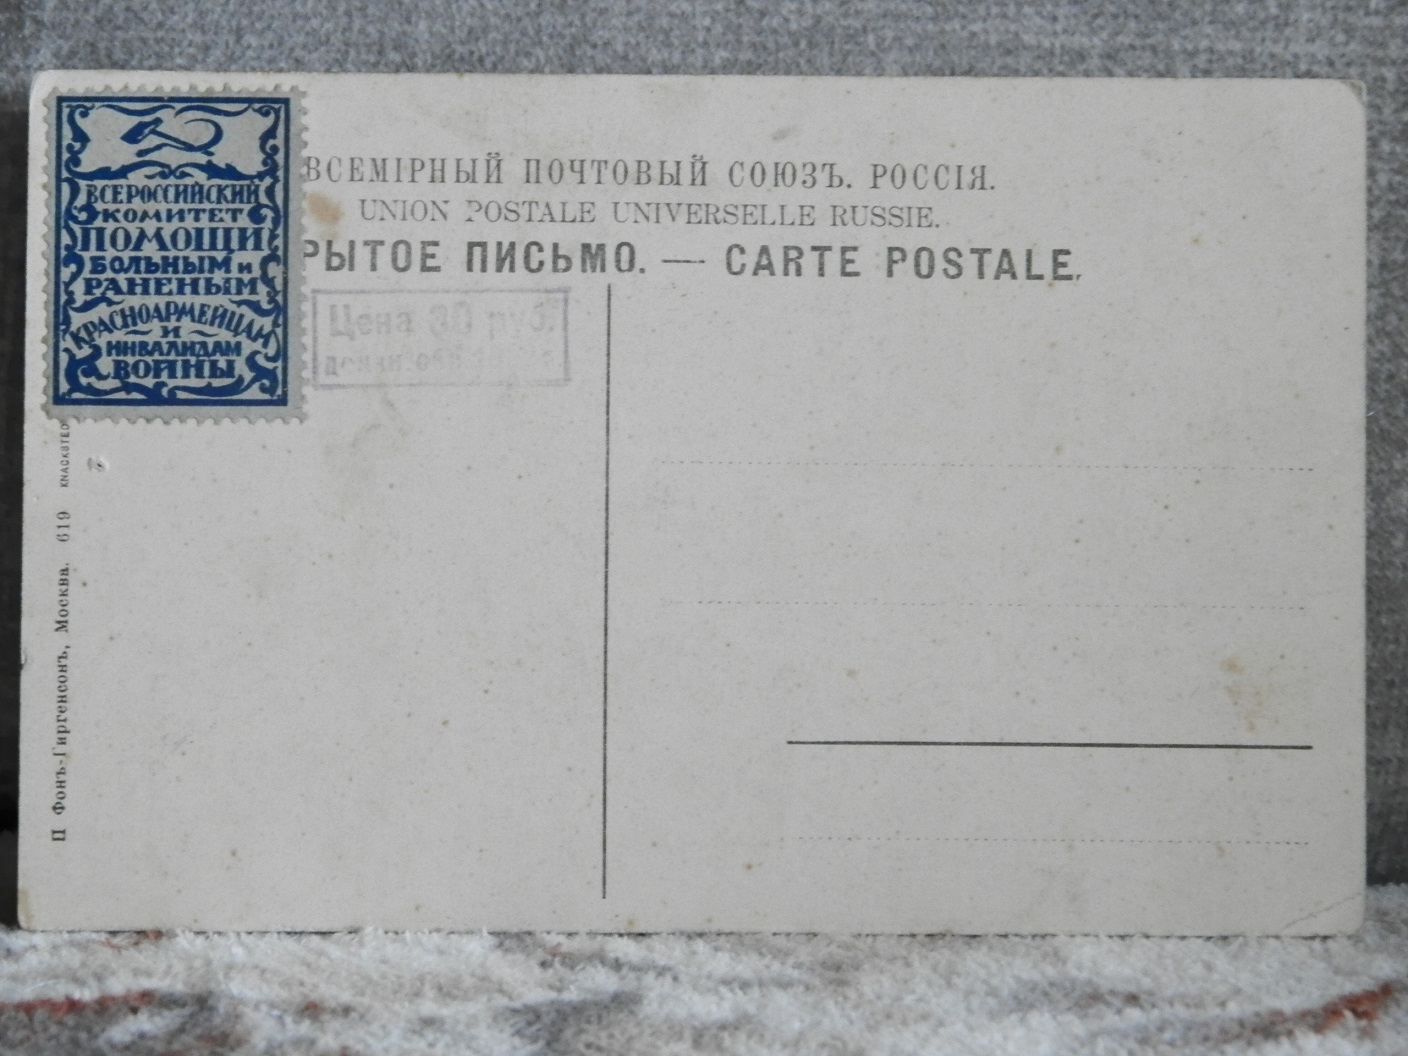 ВСЕРОССИЙСКИЙ
КОМИТЕТ
ПОМОЩИ
БОЛЬНЫМ и
РАНЕНЫМ
КРАСНОАРМЕЙЦАМ
И
ИНВАЛИДАМ
ВОЙНЫ
ВСЕМІРНЫЙ ПОЧТОВЫЙ СОЮЗЪ. РОССІЯ.
UNION POSTALE UNIVERSELLE RUSSIE.
РЫТОЕ ПИСЬМО. — CARTE POSTALE.
Цена 30 руб.
П Фонъ-Гиргенсонъ, Москва. 619